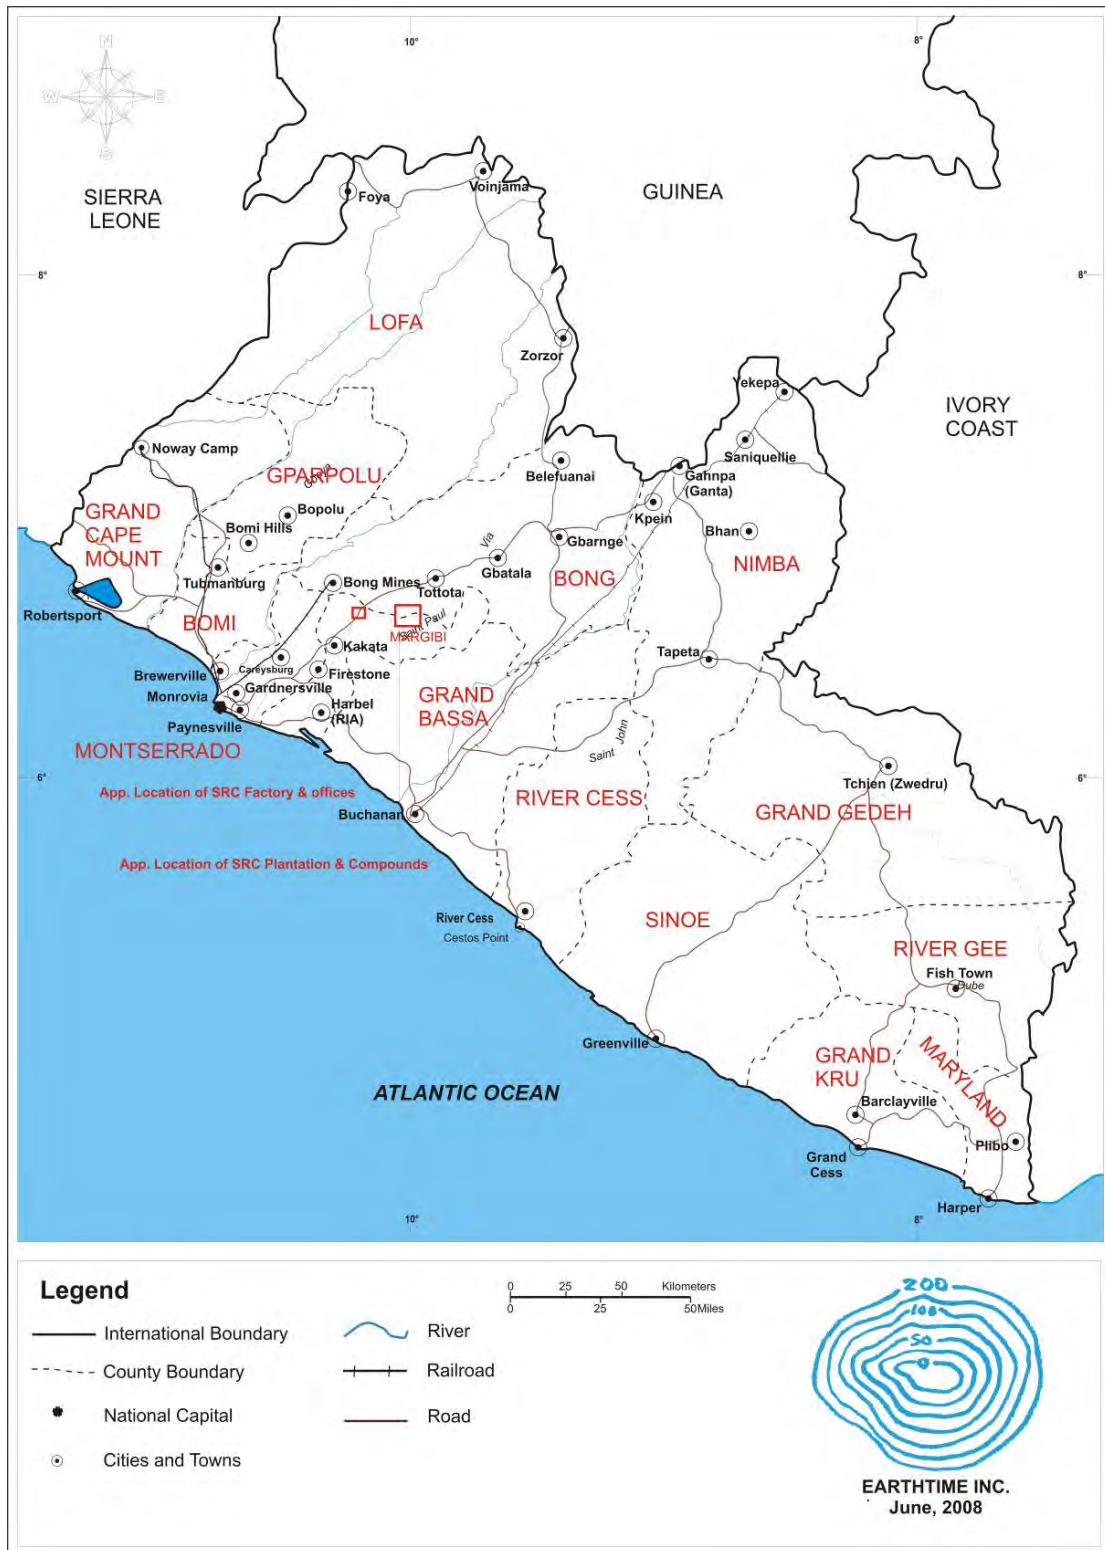 10°
8°
N
W
E
S
SIERRA
LEONE
GUINEA
Foya
Voinjama
8°
8°
LOFA
Zorzor
Yekepa
IVORY
COAST
Noway Camp
Saniquellie
GPARPOLU
Belefuanai
Gahnpa
(Ganta)
GRAND
CAPE
MOUNT
Bopolu
Kpein
Bomi Hills
Via
Gbarnge
Bhan
NIMBA
Gbatala
BONG
Tubmanburg
Bong Mines
Tottota
Robertsport
BOMI
Saint Paul
MARGIBI
Kakata
Tapeta
Careysburg
Brewerville
Firestone
Monrovia
Gardnersville
GRAND
BASSA
Harbel
(RIA)
Paynesville
Saint John
MONTSERRADO
6°
6°
Tchien (Zwedru)
App. Location of SRC Factory & offices
RIVER CESS
GRAND GEDEH
Buchanan
App. Location of SRC Plantation & Compounds
River Cess
SINOE
Cestos Point
RIVER GEE
Fish Town
Dube
Greenville
GRAND
KRU
MARYLAND
ATLANTIC OCEAN
Barclayville
Plibo
Grand
Cess
Harper
10°
8°
Legend
0 25 50 Kilometers
0 25 50Miles
International Boundary
River
County Boundary
Railroad
National Capital
Road
Cities and Towns
200
100
50
0
EARTHTIME INC.
June, 2008